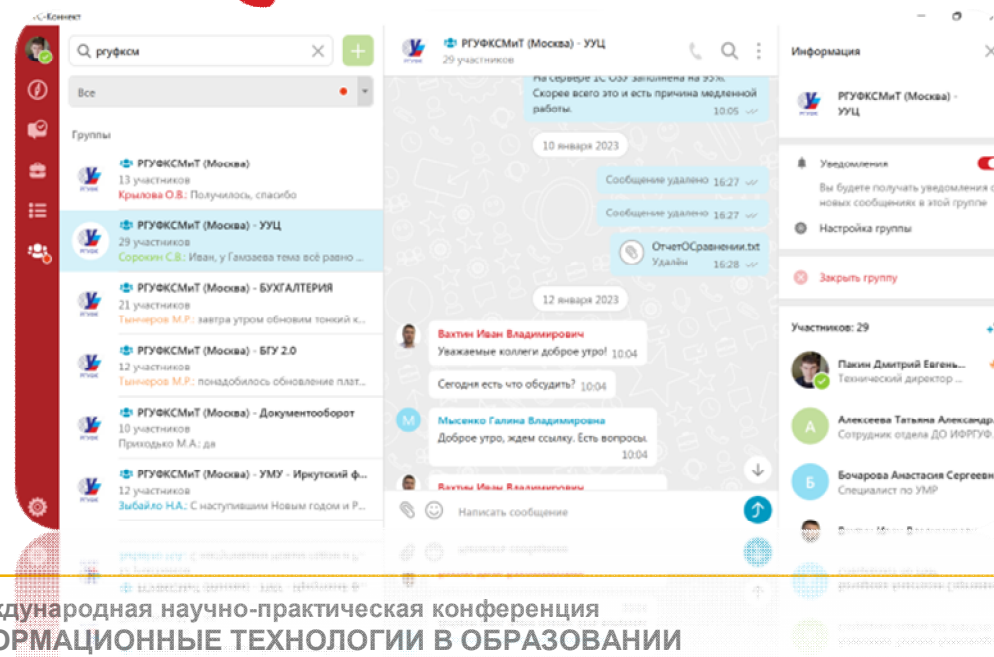 1С-Коннект
ргуфксм
Все
Группы
РГУФКСМиТ (Москва)
13 участников
Крылова О.В.: Получилось, спасибо
РГУФКСМиТ (Москва) - УУЦ
29 участников
Сорокин С.В.: Иван, у Гамзаева тема всё равно ...
РГУФКСМиТ (Москва) - БУХГАЛТЕРИЯ
21 участников
Тынчеров М.Р.: завтра утром обновим тонкий к...
РГУФКСМиТ (Москва) - БГУ 2.0
12 участников
Тынчеров М.Р.: понадобилось обновление плат...
РГУФКСМиТ (Москва) - Документооборот
10 участников
Приходько М.А.: да
РГУФКСМиТ (Москва) - УМУ - Иркутский ф...
12 участников
Зыбайло Н.А.: С наступившим Новым годом и Р...
РГУФКСМиТ (Москва) - УУЦ
29 участников
На сервере 1С ОЗУ заполнена на 95%.
Скорее всего это и есть причина медленной
работы. 10:05
10 января 2023
Сообщение удалено 16:27
Сообщение удалено 16:27
ОтчетОСравнении.txt
Удалён 16:28
12 января 2023
Вахтин Иван Владимирович
Уважаемые коллеги доброе утро! 10:04
Сегодня есть что обсудить? 10:04
М
Мысенко Галина Владимировна
Доброе утро, ждем ссылку. Есть вопросы.
10:04
Вахтин Иван Владимирович
Написать сообщение
Информация
РГУФКСМиТ (Москва) -
УУЦ
Уведомления
Вы будете получать уведомления о
новых сообщениях в этой группе
Настройка группы
Закрыть группу
Участников: 29
Пакин Дмитрий Евгень...
Технический директор ...
А
Алексеева Татьяна Александр
Сотрудник отдела ДО ИФРГУФ
Б
Бочарова Анастасия Сергеевн
Специалист по УМР
ждународная научно-практическая конференция
ОРМАЦИОННЫЕ ТЕХНОЛОГИИ В ОБРАЗОВАНИИ